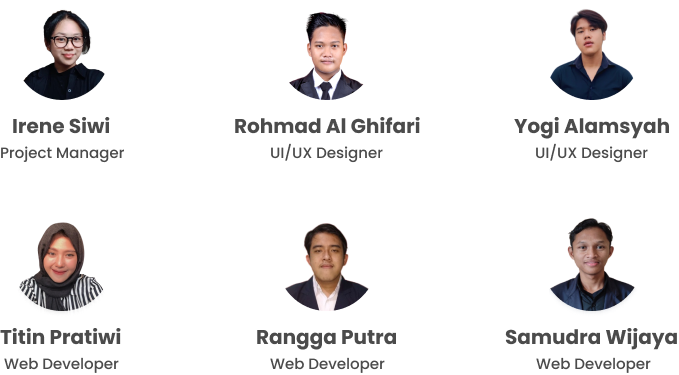 Irene Siwi
Project Manager
Rohmad Al Ghifari
UI/UX Designer
Yogi Alamsyah
UI/UX Designer
Titin Pratiwi
Web Developer
Rangga Putra
Web Developer
Samudra Wijaya
Web Developer